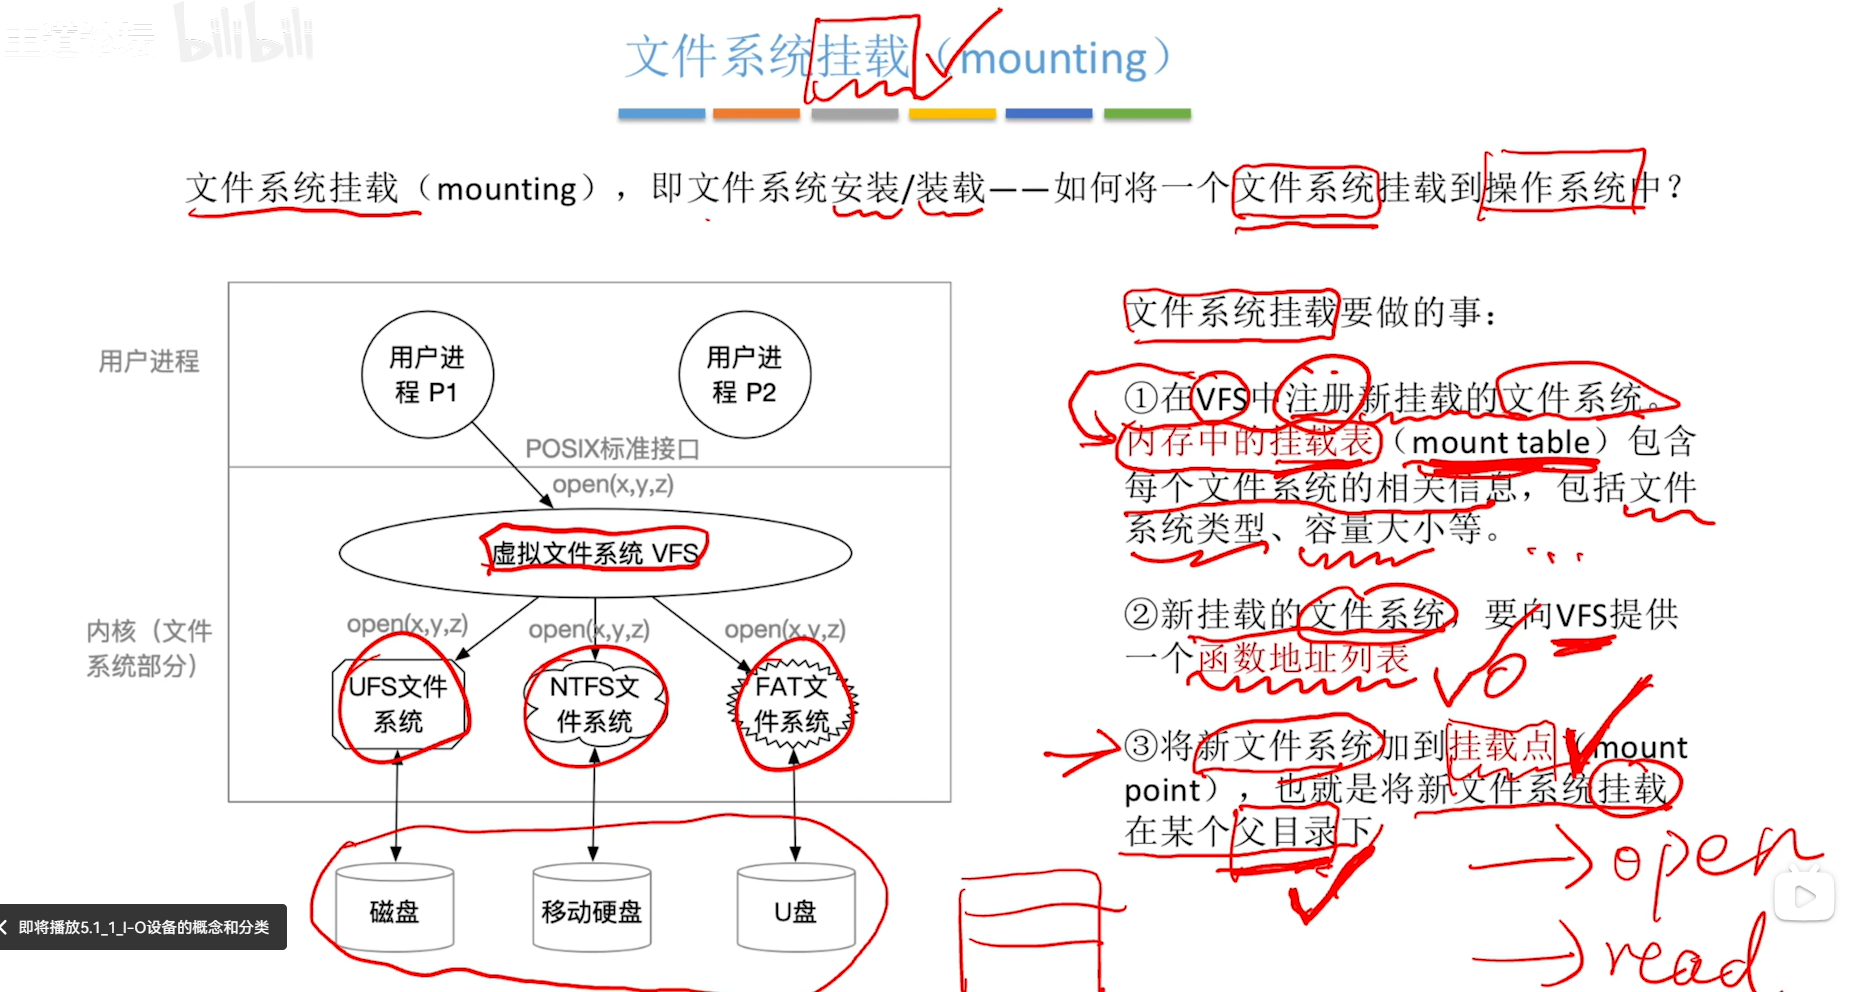 bilibili
文件系统挂载（mounting）
文件系统挂载（mounting），即文件系统安装/装载——如何将一个文件系统挂载到操作系统中？
用户进程
用户进
程 P1
用户进
程 P2
POSIX标准接口
open(x,y,z)
虚拟文件系统 VFS
内核（文件
系统部分）
open(x,y,z)
open(x,y,z)
open(x,y,z)
UFS文件
系统
NTFS文
件系统
FAT文
件系统
磁盘
移动硬盘
U盘
文件系统挂载要做的事：
①在VFS中注册新挂载的文件系统。
内存中的挂载表（mount table）包含
每个文件系统的相关信息，包括文件
系统类型、容量大小等。
②新挂载的文件系统，要向VFS提供
一个函数地址列表
③将新文件系统加到挂载点（mount
point），也就是将新文件系统挂载
在某个父目录下
open
read
即将播放5.1_1_I-O设备的概念和分类